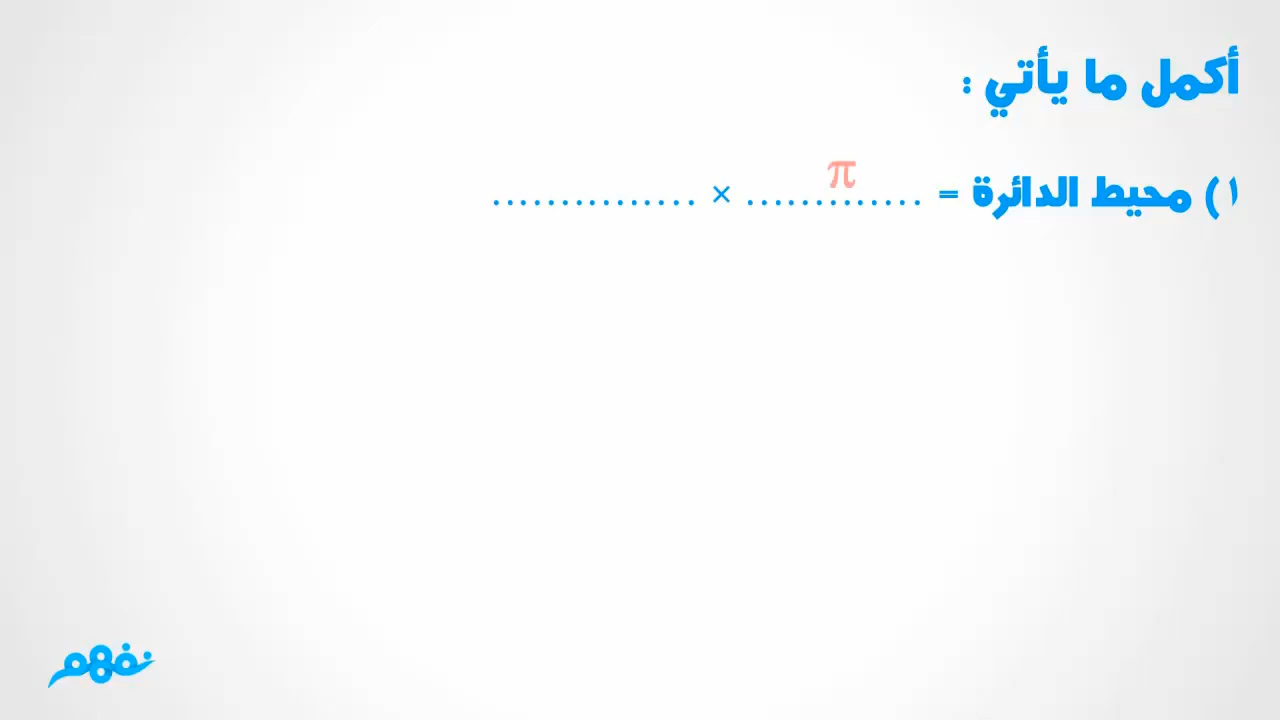 أكمل ما يأتي :
١) محيط الدائرة = .............π × ...............
نفهم